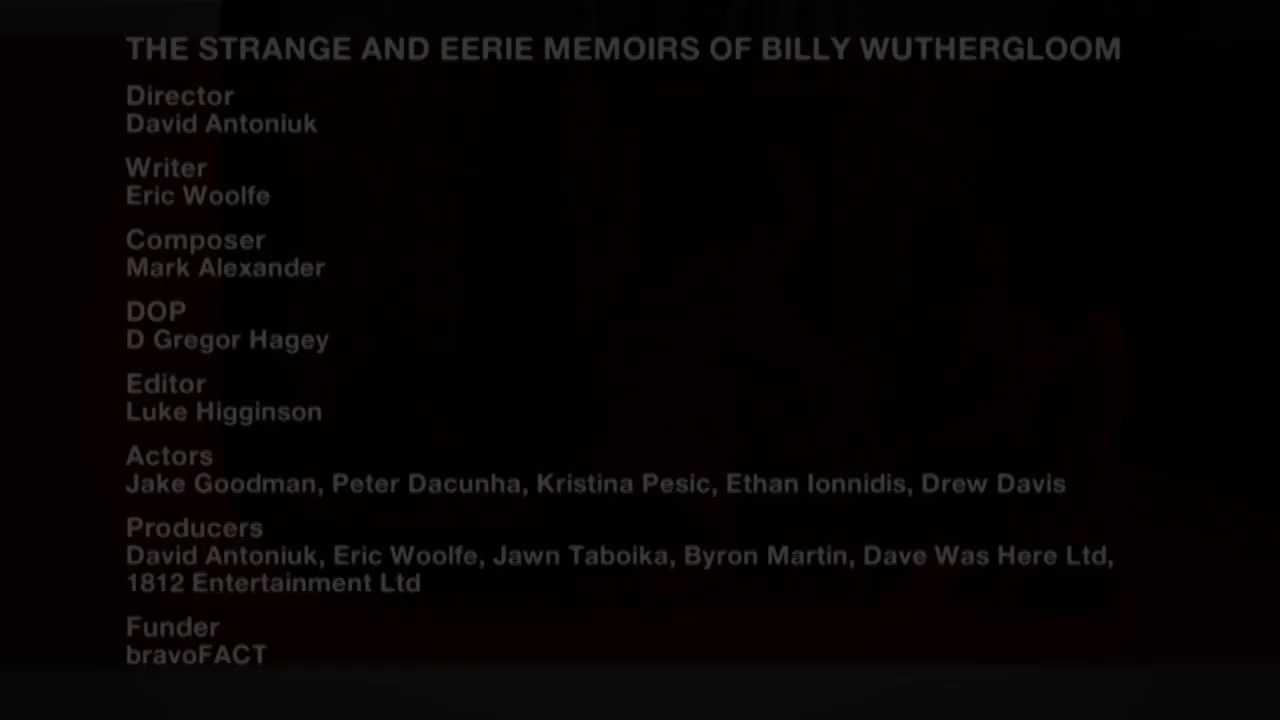 THE STRANGE AND EERIE MEMOIRS OF BILLY WUTHERGLOOM
Director
David Antoniuk
Writer
Eric Woolfe
Composer
Mark Alexander
DOP
D Gregor Hagey
Editor
Luke Higginson
Actors
Jake Goodman, Peter Dacunha, Kristina Pesic, Ethan Ionnidis, Drew Davis
Producers
David Antoniuk, Eric Woolfe, Jawn Taboika, Byron Martin, Dave Was Here Ltd,
1812 Entertainment Ltd
Funder
bravoFACT